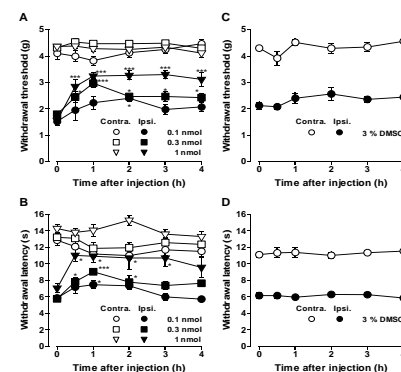 A
Withdrawal threshold (g)
5
4
3
2
1
0
*** *** *** *** ***
*** * * *
*
Contra. Ipsi.
0.1 nmol
0.3 nmol
1 nmol
0 1 2 3 4
Time after injection (h)
C
Withdrawal threshold (g)
5
4
3
2
1
0
Contra. Ipsi.
3 % DMSO
0 1 2 3
Time after injection (h)
B
Withdrawal latency (s)
16
14
12
10
8
6
4
2
0
* * * *
* *** *
*
Contra. Ipsi.
0.1 nmol
0.3 nmol
1 nmol
0 1 2 3 4
Time after injection (h)
D
Withdrawal latency (s)
16
14
12
10
8
6
4
2
0
Contra. Ipsi.
3 % DMSO
0 1 2 3
Time after injection (h)